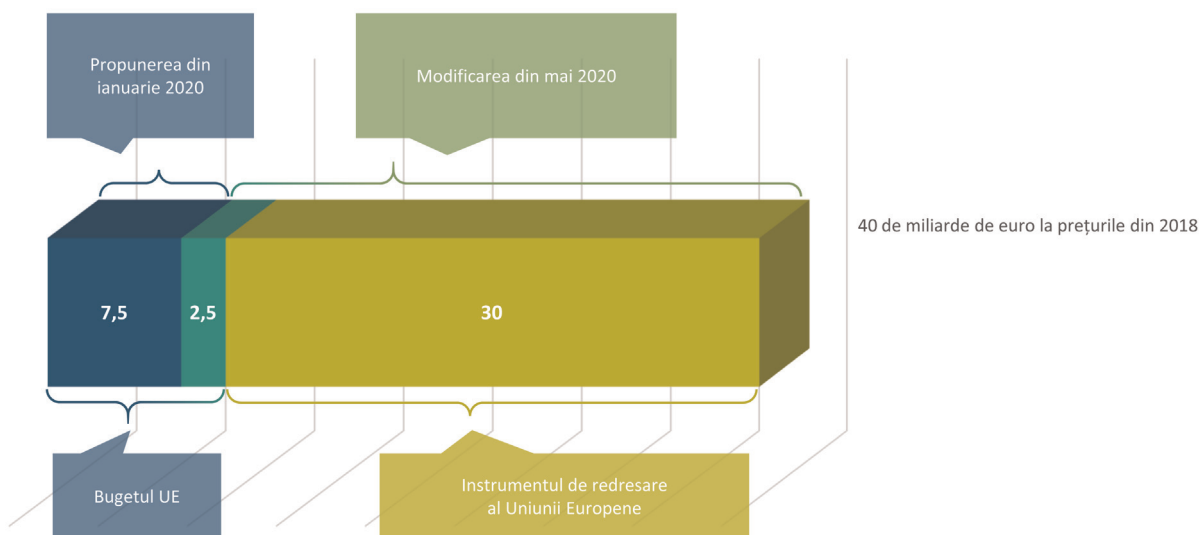 Propunerea din
ianuarie 2020
Modificarea din mai 2020
40 de miliarde de euro la prețurile din 2018
7,5
2,5
30
Bugetul UE
Instrumentul de redresare
al Uniunii Europene